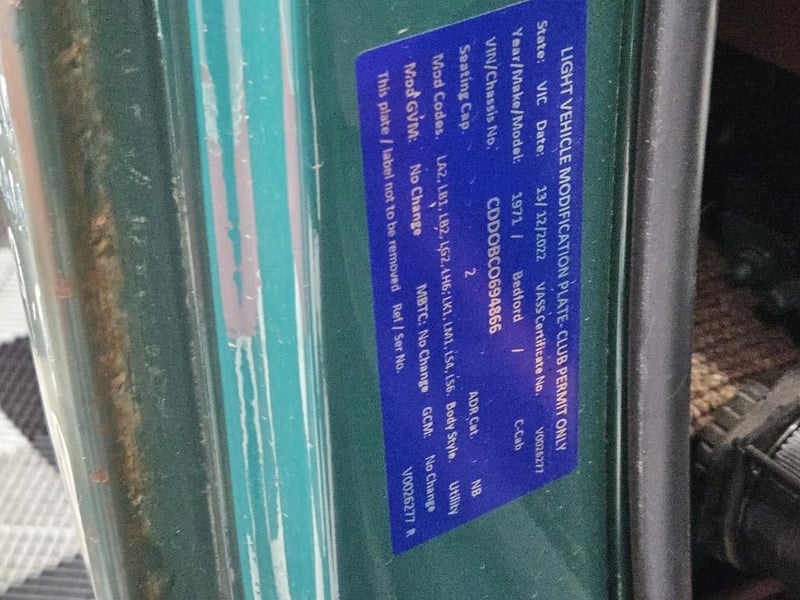 LIGHT VEHICLE MODIFICATION PLATE- CLUB PERMIT ONLY
State: VIC Date: 13/12/2022 VASS Certificate No. V0026277
Year/Make/Model: 1971 / Bedford / C-Cab
VIN/Chassis No. CDDOBCO694866
Seating Cap. 2 ADR Cat. NB
Mod Codes: LA2, LB1, LB2, LG2, LH6, LK1, LM1, LS4, LS6 Body Style. Utility
Mod GVM: No Change MBTC: No Change GCM: No Change
This plate / label not to be removed Ref / Ser No. V0026277 R